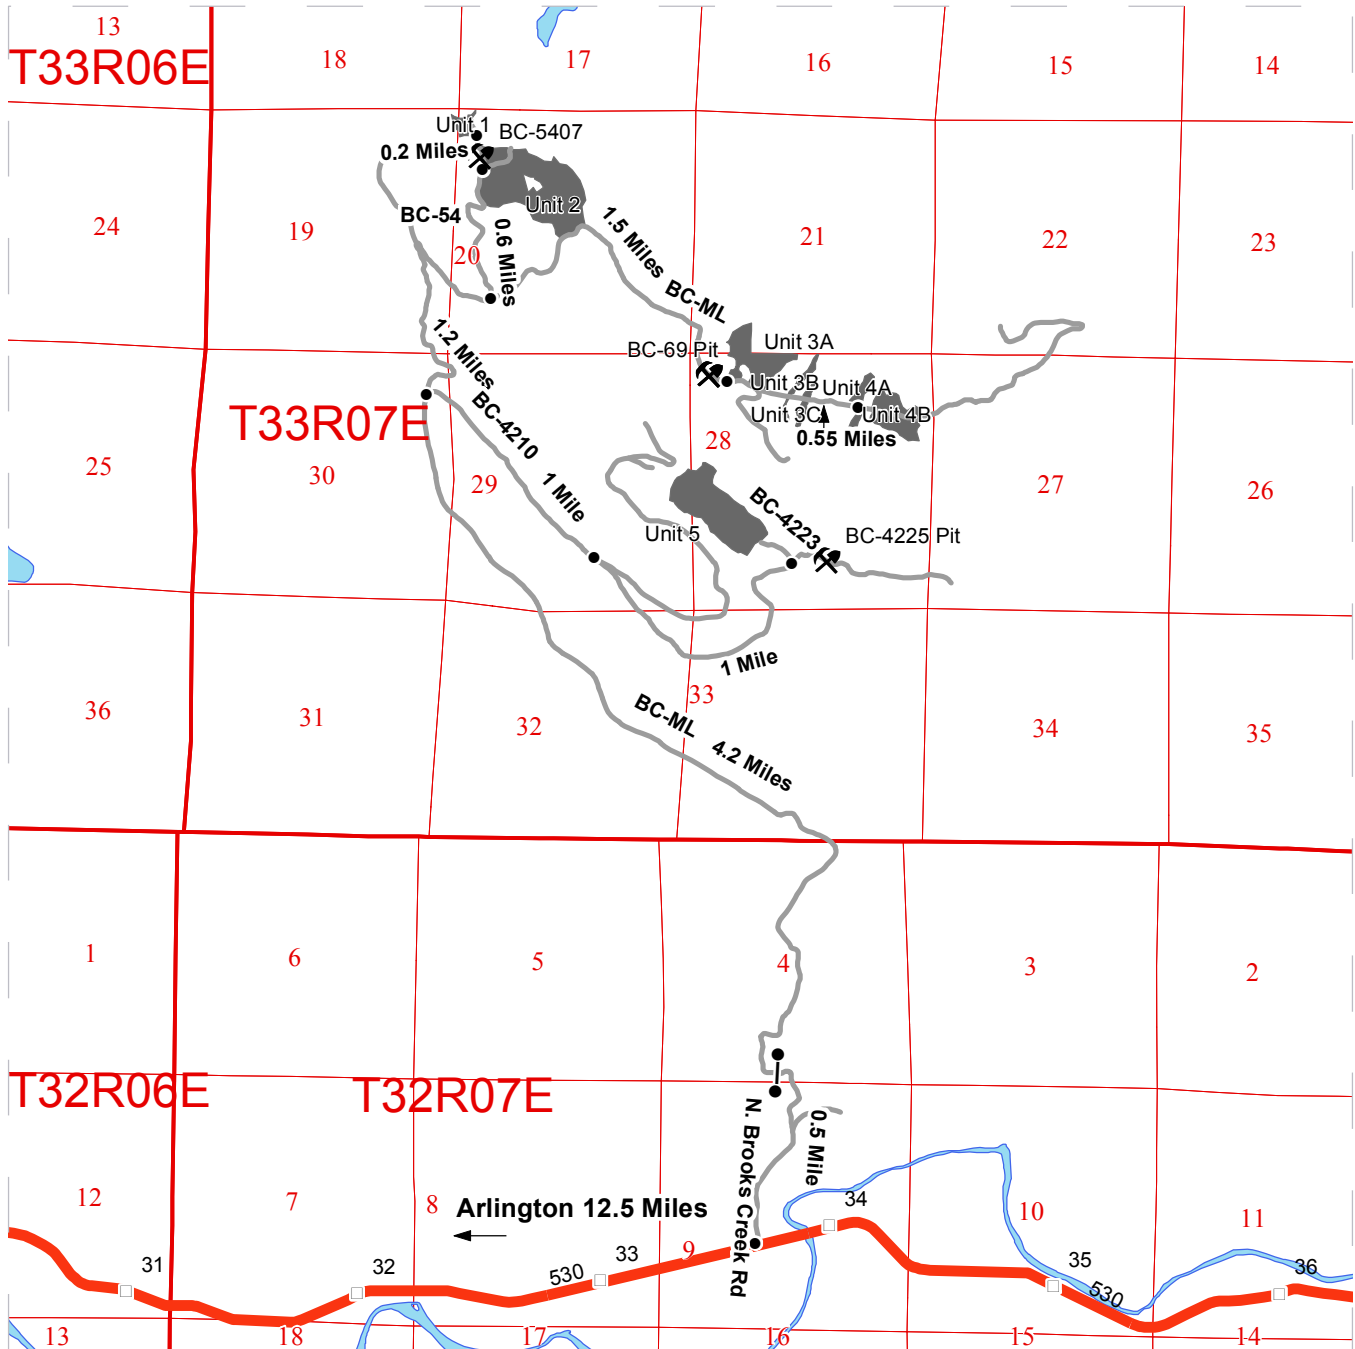 13
T33R06E
18
17
16
15
14
Unit 1
BC-5407
0.2 Miles
24
19
BC-54
20
0.6 Miles
Unit 2
1.5 Miles
BC-ML
21
22
23
1.2 Miles
BC-69 Pit
Unit 3A
Unit 3B
Unit 4A
Unit 3C
Unit 4B
0.55 Miles
T33R07E
BC-4210
28
25
30
29
1 Mile
27
26
Unit 5
BC-4223
BC-4225 Pit
1 Mile
36
31
32
33
BC-ML
4.2 Miles
34
35
1
6
5
4
3
2
T32R06E
T32R07E
N. Brooks Creek Rd
0.5 Mile
12
7
8
Arlington 12.5 Miles
34
10
11
31
32
530
33
9
35
530
36
13
18
17
16
15
14